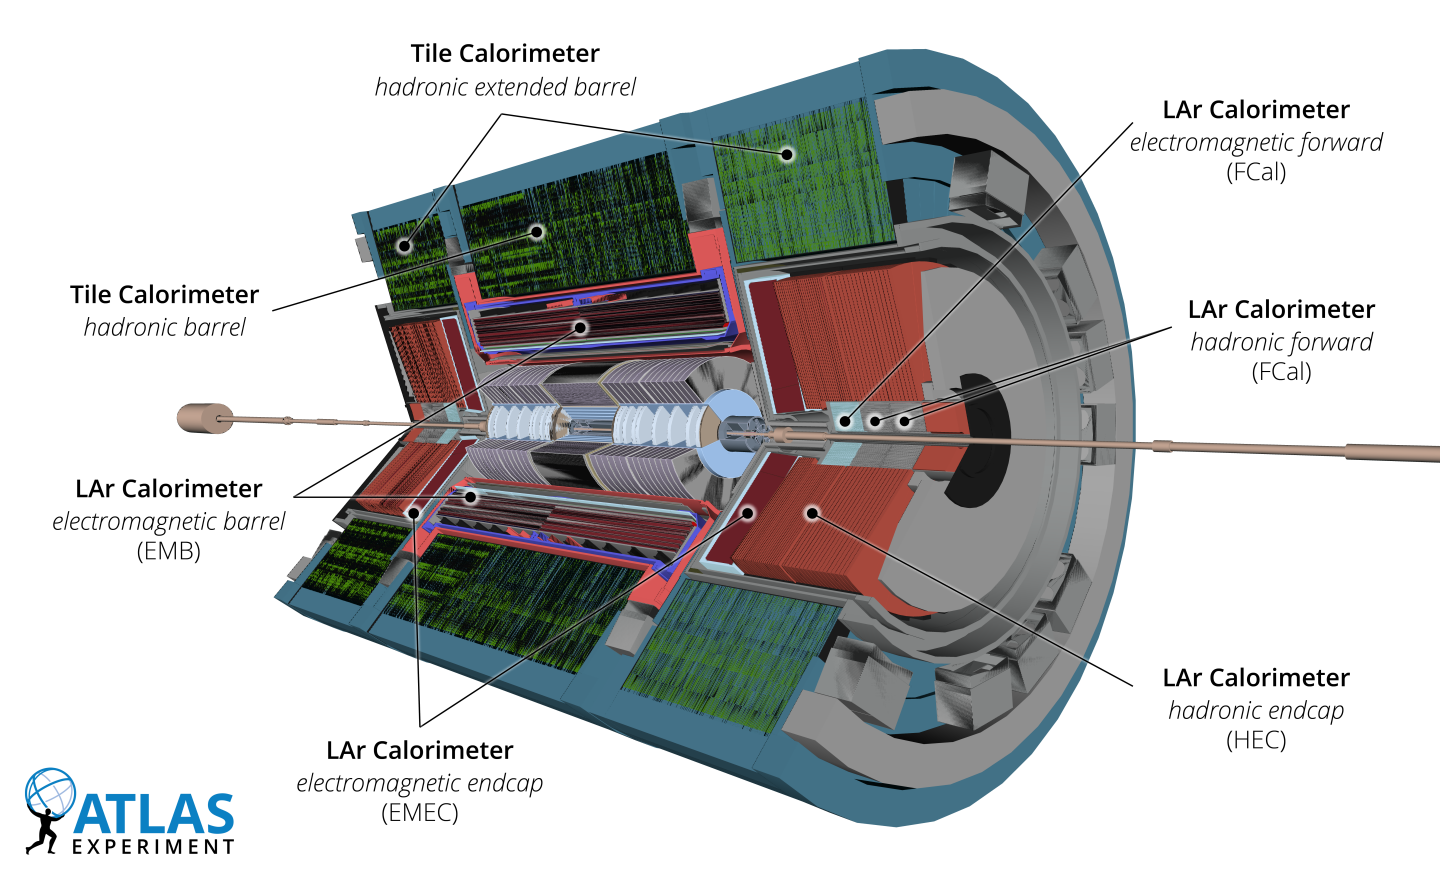 Tile Calorimeter
hadronic extended barrel
LAr Calorimeter
electromagnetic forward
(FCal)
Tile Calorimeter
hadronic barrel
LAr Calorimeter
hadronic forward
(FCal)
LAr Calorimeter
electromagnetic barrel
(EMB)
LAr Calorimeter
hadronic endcap
(HEC)
LAr Calorimeter
electromagnetic endcap
(EMEC)
ATLAS
EXPERIMENT